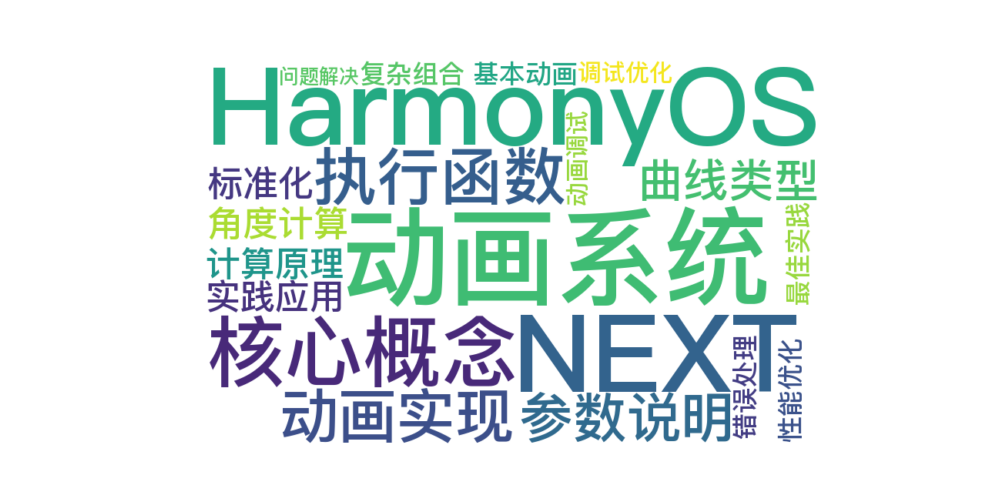 问题解决
复杂组合
基本动画
调试优化
HarmonyOS
动画调试
标准化
执行函数
曲线类型
角度计算
动画系统
最佳实践
计算原理
实践应用
核心概念
NEXT
错误处理
性能优化
动画实现
参数说明